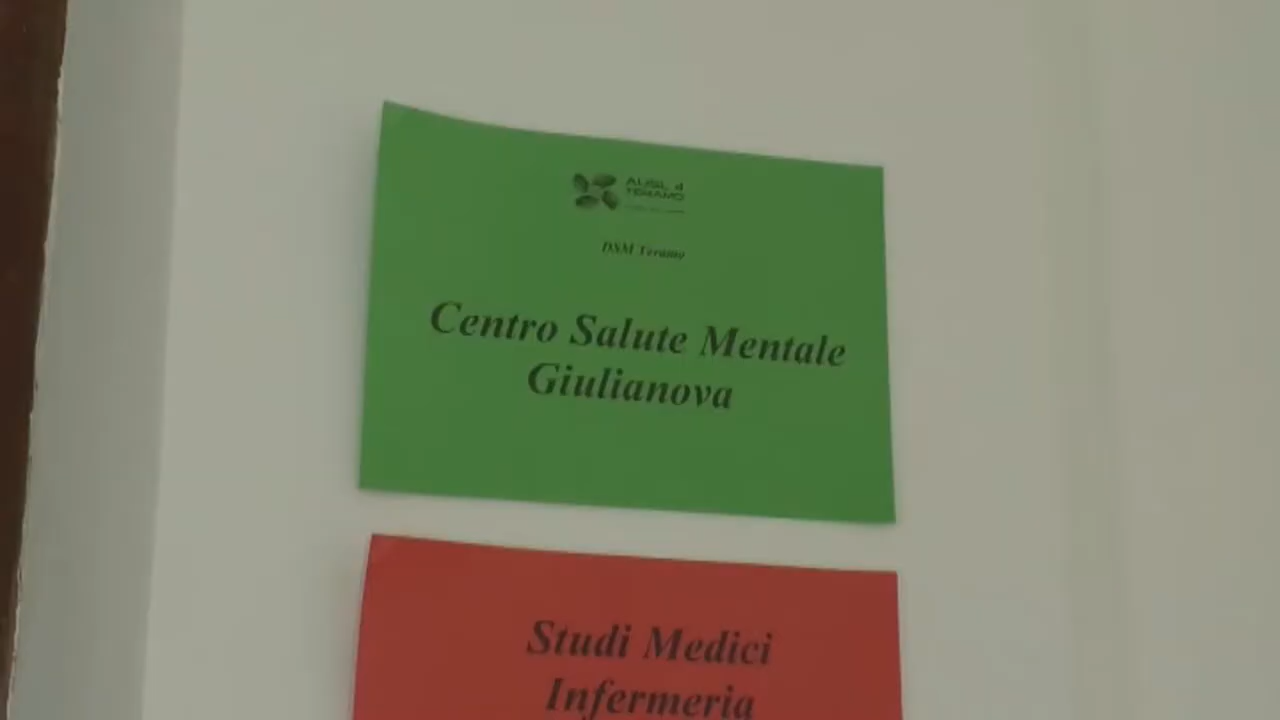 AUSL 4
TERAMO
DSM Teramo
Centro Salute Mentale
Giulianova
Studi Medici
Infermeria